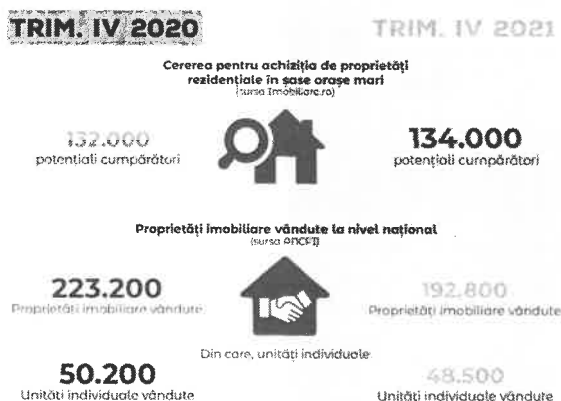 TRIM. IV 2020
TRIM. IV 2021
Cererea pentru achiziția de proprietăți
rezidențiale în șase orașe mari
(sursa Imobiliare.ro)
132.000
potențiali cumpărători
134.000
potențiali cumpărători
Proprietăți imobiliare vândute la nivel național
(sursa ANCPI)
223.200
Proprietăți imobiliare vândute
192.800
Proprietăți imobiliare vândute
Din care, unități individuale
50.200
Unități individuale vândute
48.500
Unități individuale vândute